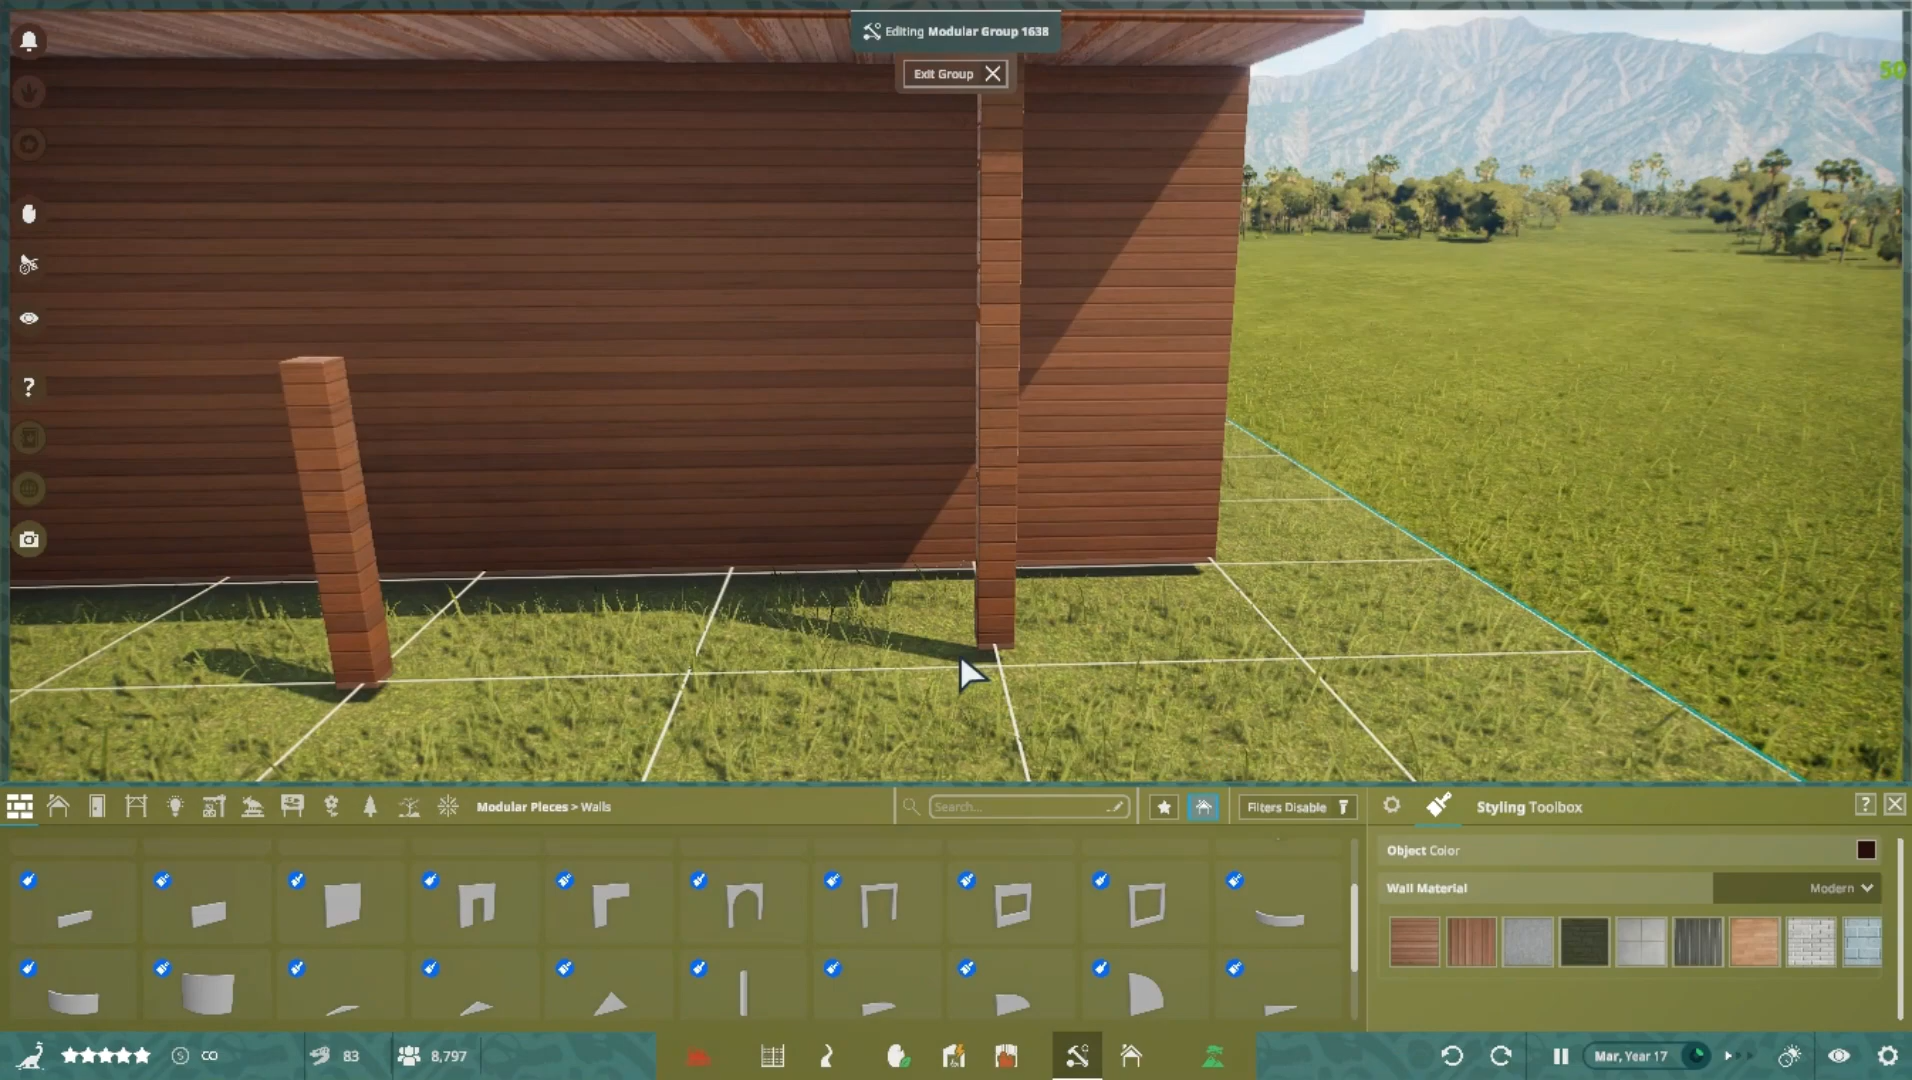 Editing Modular Group 1638
Exit Group
50
?
Modular Pieces > Walls
Search...
Filters Disable
Styling Toolbox
?
Object Color
Wall Material
Modern
83
8,797
Mar, Year 17